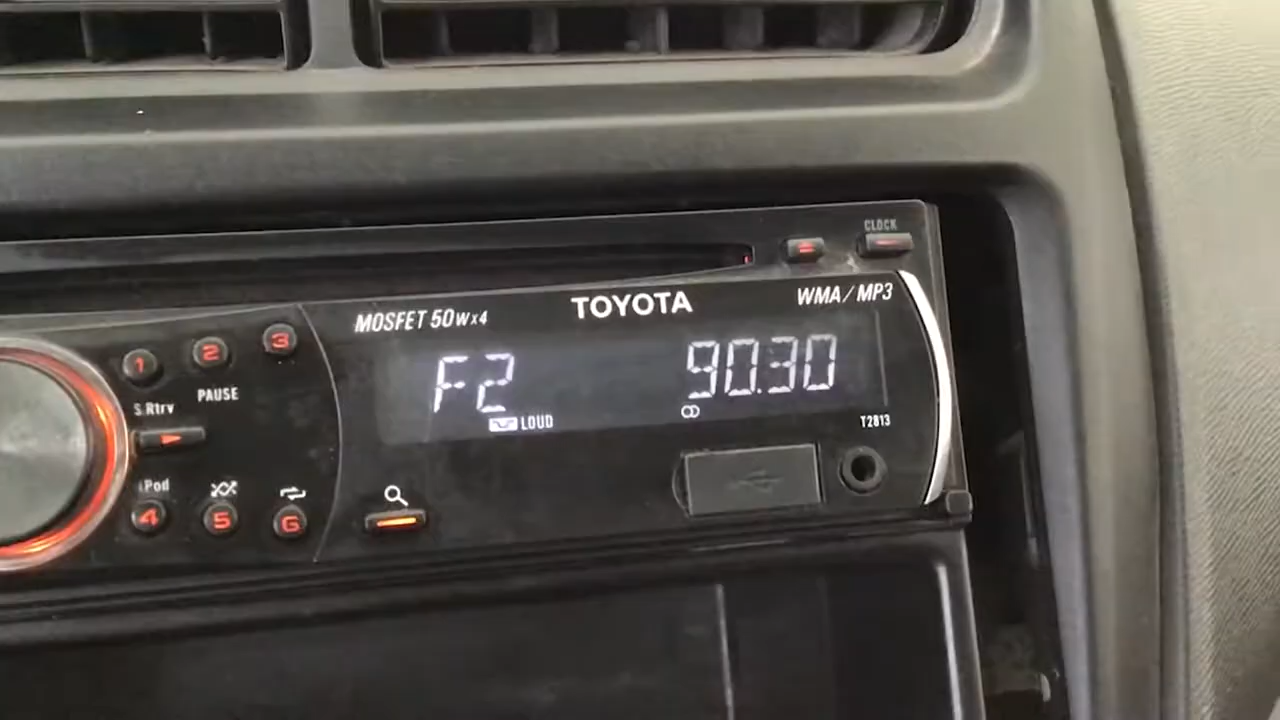 CLOCK
MOSFET 50Wx4
TOYOTA
WMA/MP3
1
2
3
F2
90.30
PAUSE
S.Rtrv
LOUD
T2813
iPod
4
5
6